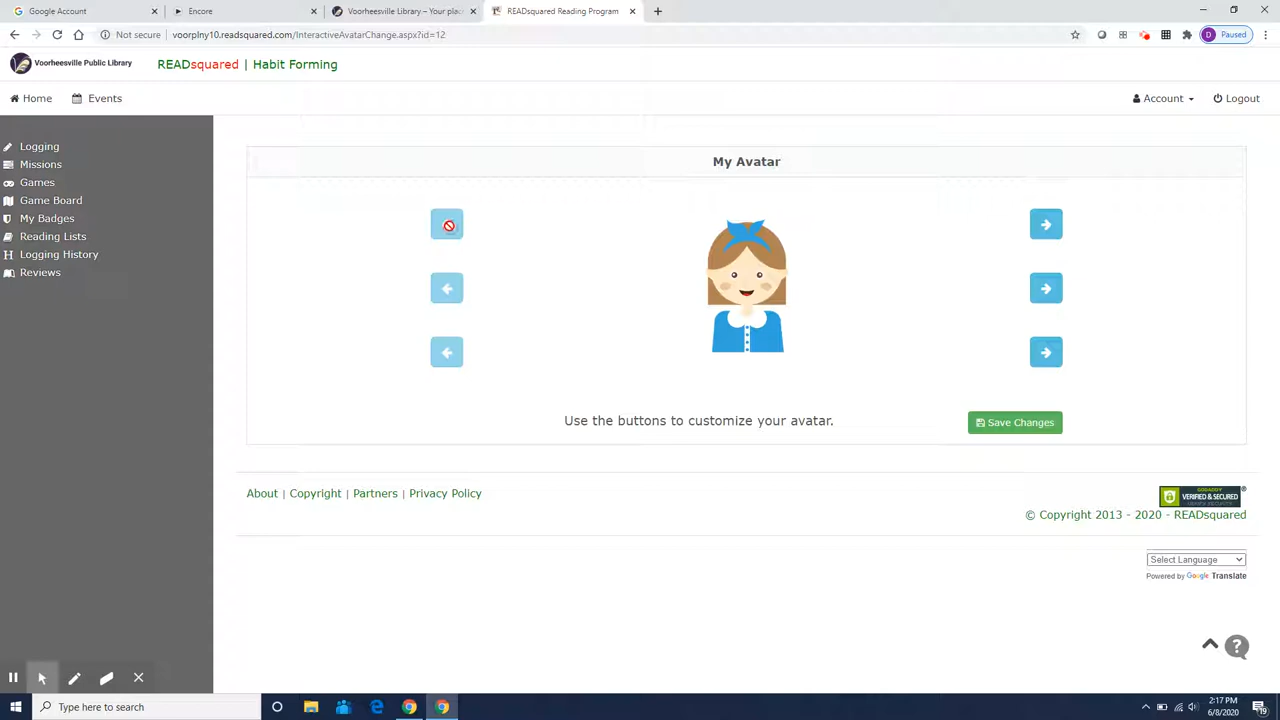 Google Account
Encore
Voorheesville Library – Your plac
READsquared Reading Program
Not secure | voorplny10.readsquared.com/InteractiveAvatarChange.aspx?id=12
D Paused
Voorheesville Public Library
READsquared | Habit Forming
Home
Events
Account
Logout
Logging
Missings
Games
Game Board
My Badges
Reading Lists
Logging History
Reviews
My Avatar
Use the buttons to customize your avatar.
Save Changes
About | Copyright | Partners | Privacy Policy
VERIFIED & SECURED
© Copyright 2013 - 2020 - READsquared
Select Language
Powered by Google Translate
Type here to search
2:17 PM
6/8/2020
19